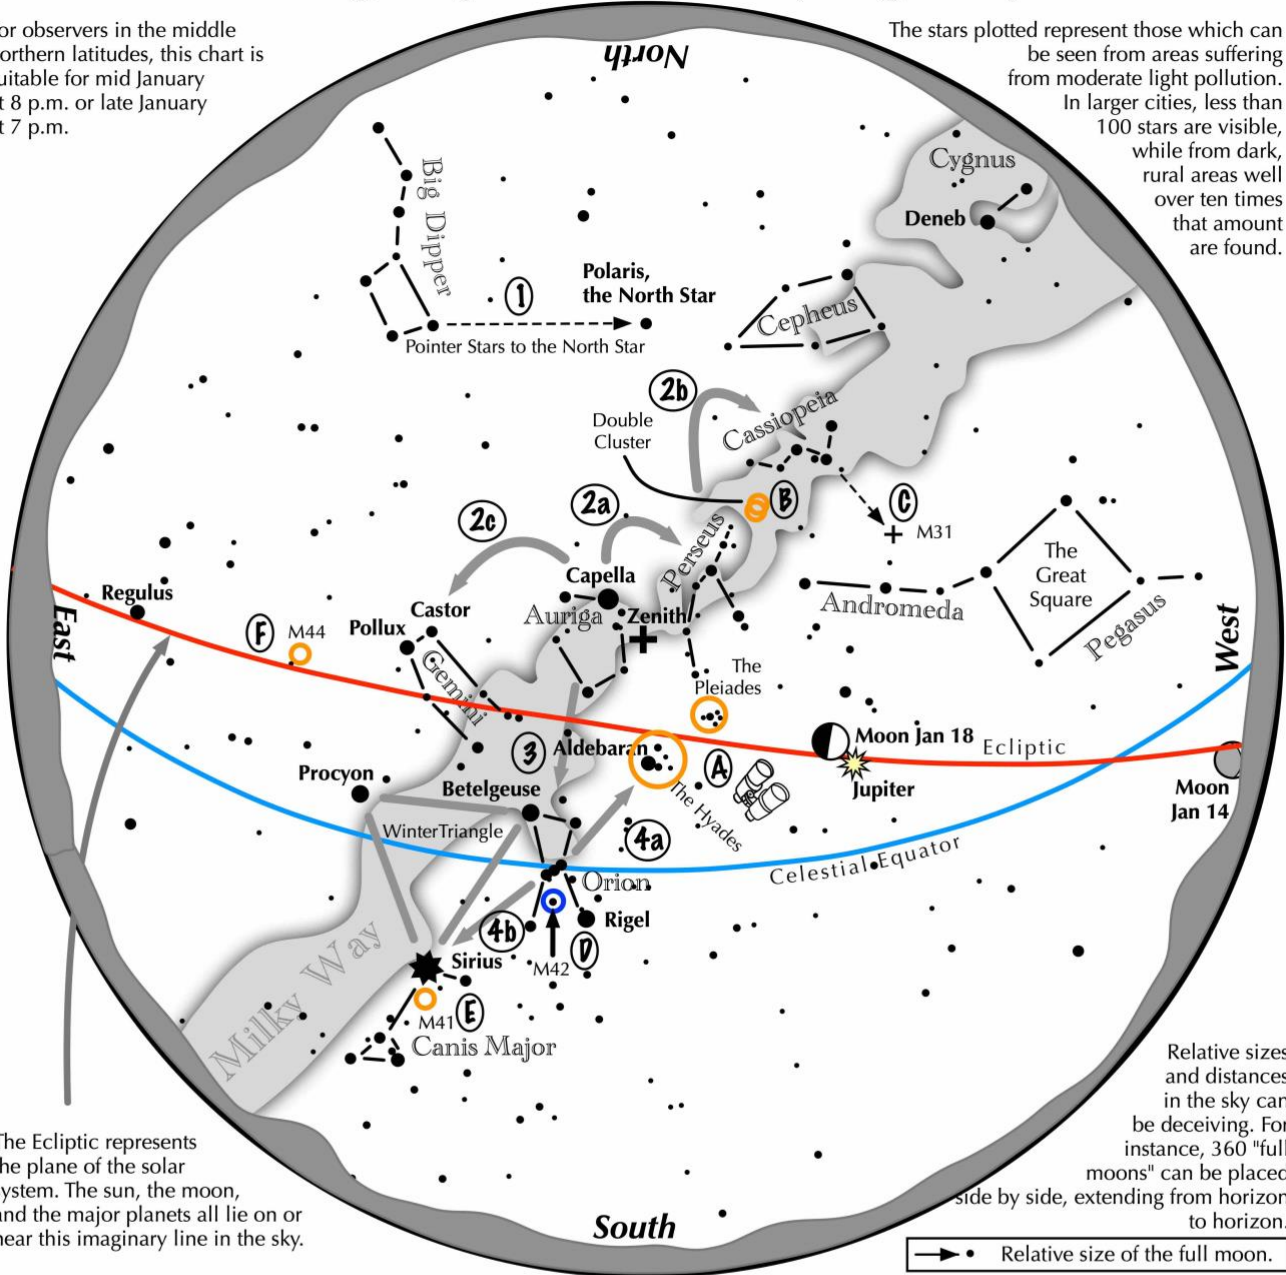 or observers in the middle
orthern latitudes, this chart is
uitable for mid January
t 8 p.m. or late January
t 7 p.m.
North
The stars plotted represent those which can
be seen from areas suffering
from moderate light pollution.
In larger cities, less than
100 stars are visible,
while from dark,
rural areas well
over ten times
that amount
are found.
Big Dipper
Cygnus
Deneb
1
Polaris,
the North Star
Pointer Stars to the North Star
Cepheus
2b
Double
Cluster
Cassiopeia
2c
2a
B
C
M31
Perseus
The
Great
Square
Pegasus
Andromeda
Capella
Auriga
Zenith
Regulus
East
F
M44
Castor
Pollux
Gemini
West
The
Pleiades
3
Aldebaran
A
The Hyades
Moon Jan 18
Ecliptic
Jupiter
Moon
Jan 14
Procyon
Betelgeuse
WinterTriangle
4a
Celestial Equator
Orion
4b
Rigel
D
M42
Sirius
M41
E
Canis Major
Milky Way
The Ecliptic represents
the plane of the solar
ystem. The sun, the moon,
and the major planets all lie on or
near this imaginary line in the sky.
South
Relative sizes
and distances
in the sky can
be deceiving. For
instance, 360 "full
moons" can be placed
side by side, extending from horizon
to horizon.
Relative size of the full moon.